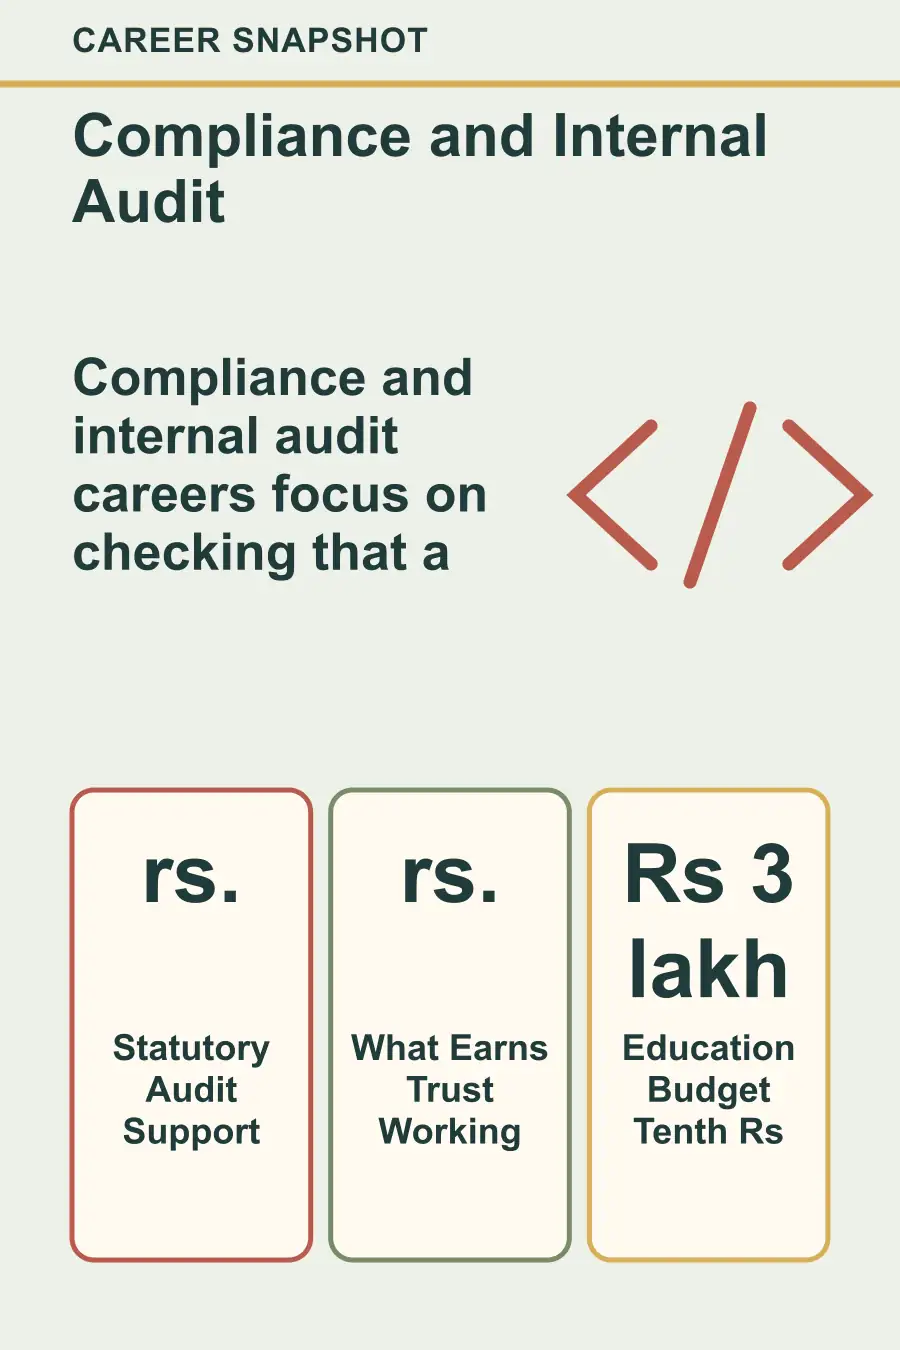 CAREER SNAPSHOT
Compliance and Internal
Audit
Compliance and
internal audit
careers focus on
checking that a
rs.
Statutory
Audit
Support
rs.
What Earns
Trust
Working
Rs 3
lakh
Education
Budget
Tenth Rs